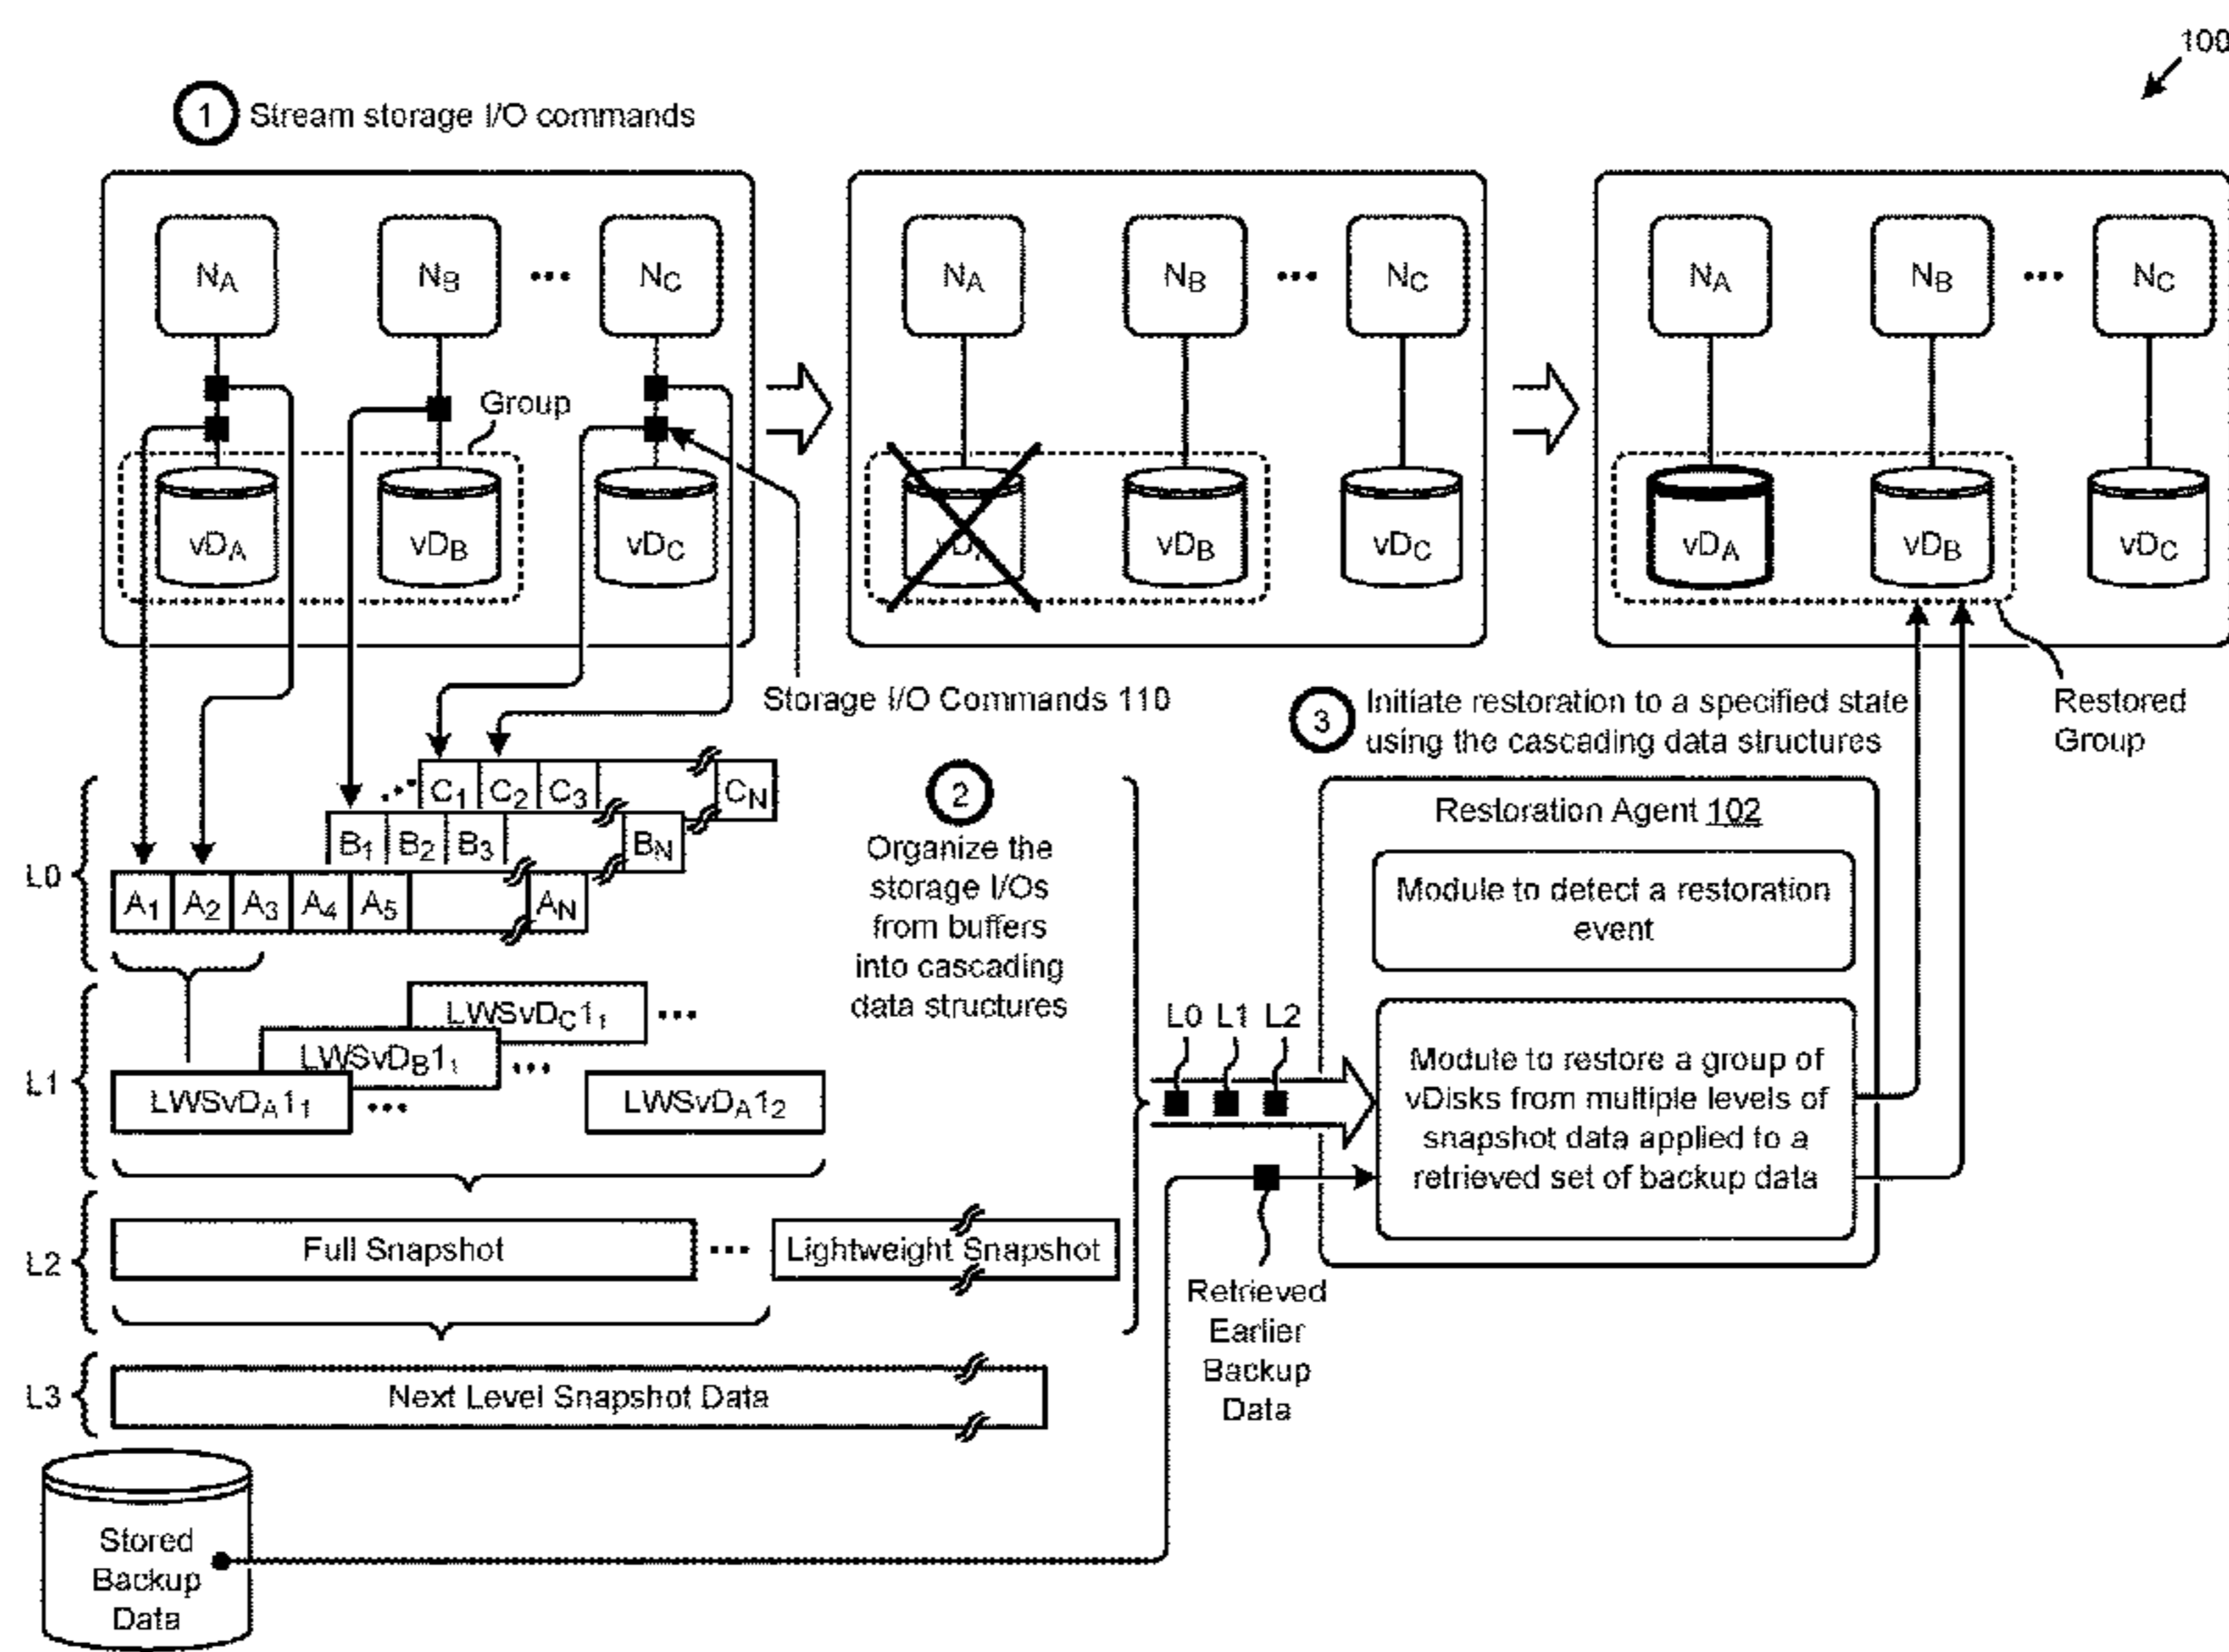 100
1 Stream storage I/O commands
NA NB ... NC
NA NB ... NC
NA NB ... NC
Group
vDA vDB vDC
vDB vDC
vDA vDB vDC
Storage I/O Commands 110
3 Initiate restoration to a specified state
using the cascading data structures
Restored
Group
L0
C1 C2 C3 CN
B1 B2 B3 BN
A1 A2 A3 A4 A5 AN
2
Organize the
storage I/Os
from buffers
into cascading
data structures
Restoration Agent 102
Module to detect a restoration
event
L1
LWSvDC11 ...
LWSvDB11 ...
LWSvDA11 ... LWSvDA12
L0 L1 L2
Module to restore a group of
vDisks from multiple levels of
snapshot data applied to a
retrieved set of backup data
L2
Full Snapshot ... Lightweight Snapshot
Retrieved
Earlier
Backup
Data
L3
Next Level Snapshot Data
Stored
Backup
Data